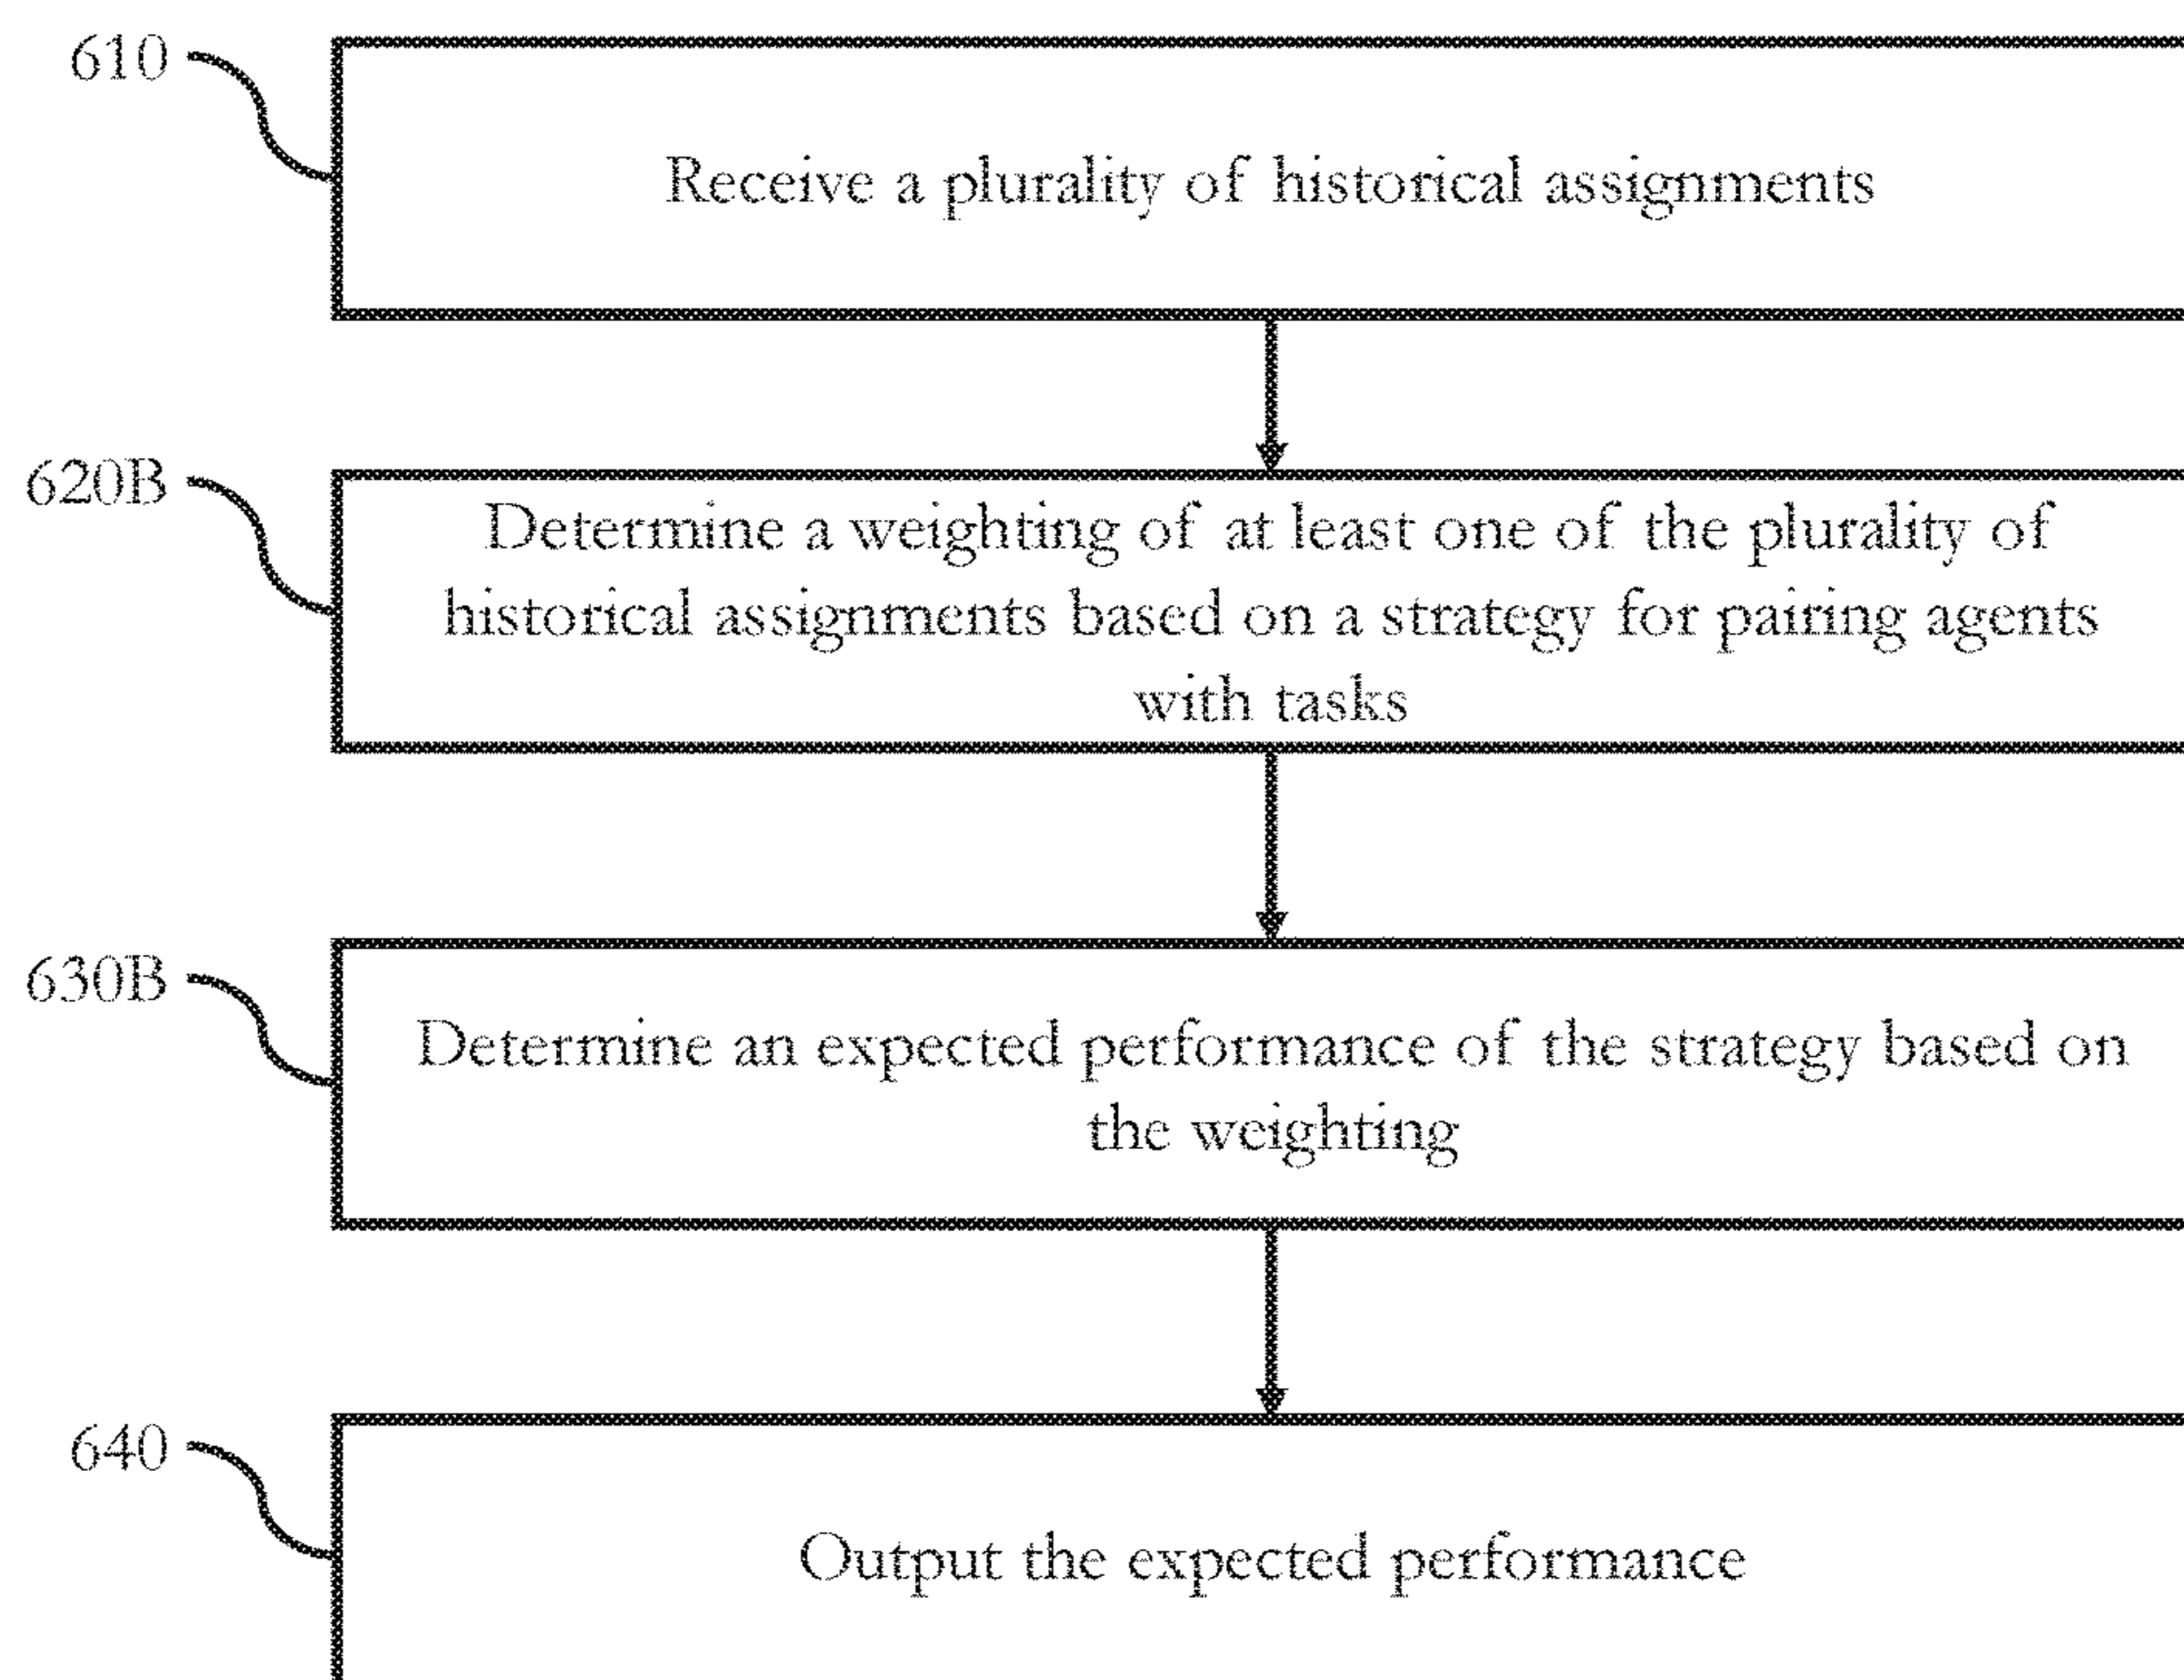 610
Receive a plurality of historical assignments
620B
Determine a weighting of at least one of the plurality of
historical assignments based on a strategy for pairing agents
with tasks
630B
Determine an expected performance of the strategy based on
the weighting
640
Output the expected performance